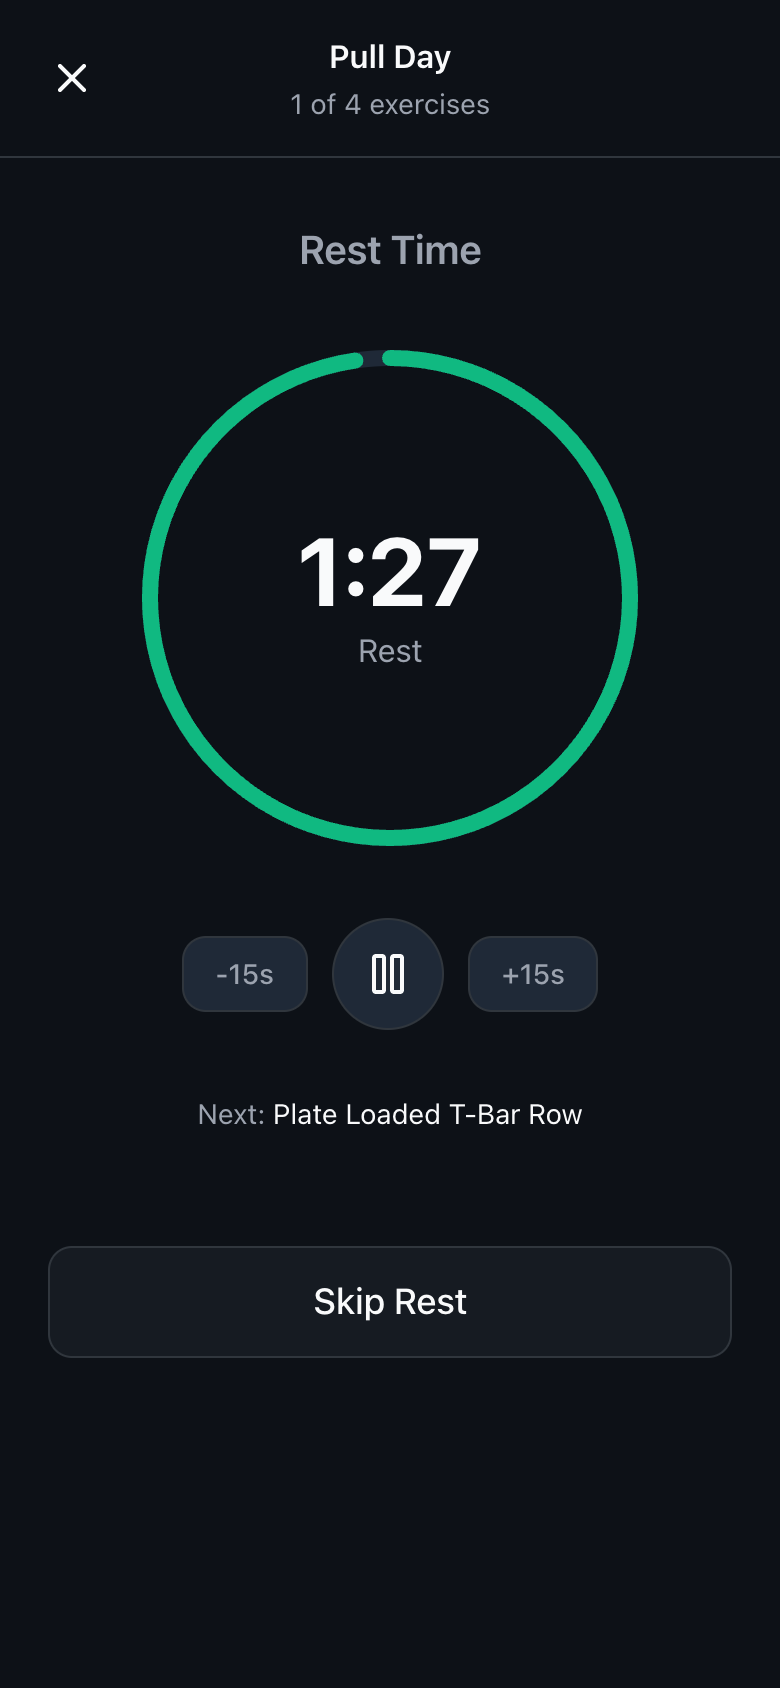 Pull Day
1 of 4 exercises
Rest Time
1:27
Rest
-15s
+15s
Next: Plate Loaded T-Bar Row
Skip Rest